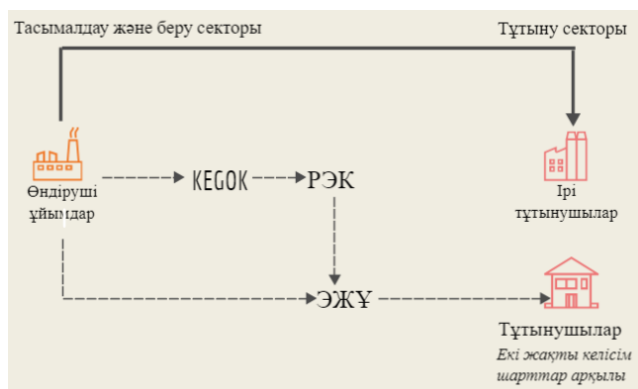 Тасымалдау және беру секторы
Тұтыну секторы
KEGOK
РЭК
Өндіруші
ұйымдар
Ірі
тұтынушылар
ЭЖҰ
Тұтынушылар
Екі жақты келісім
шарттар арқылы